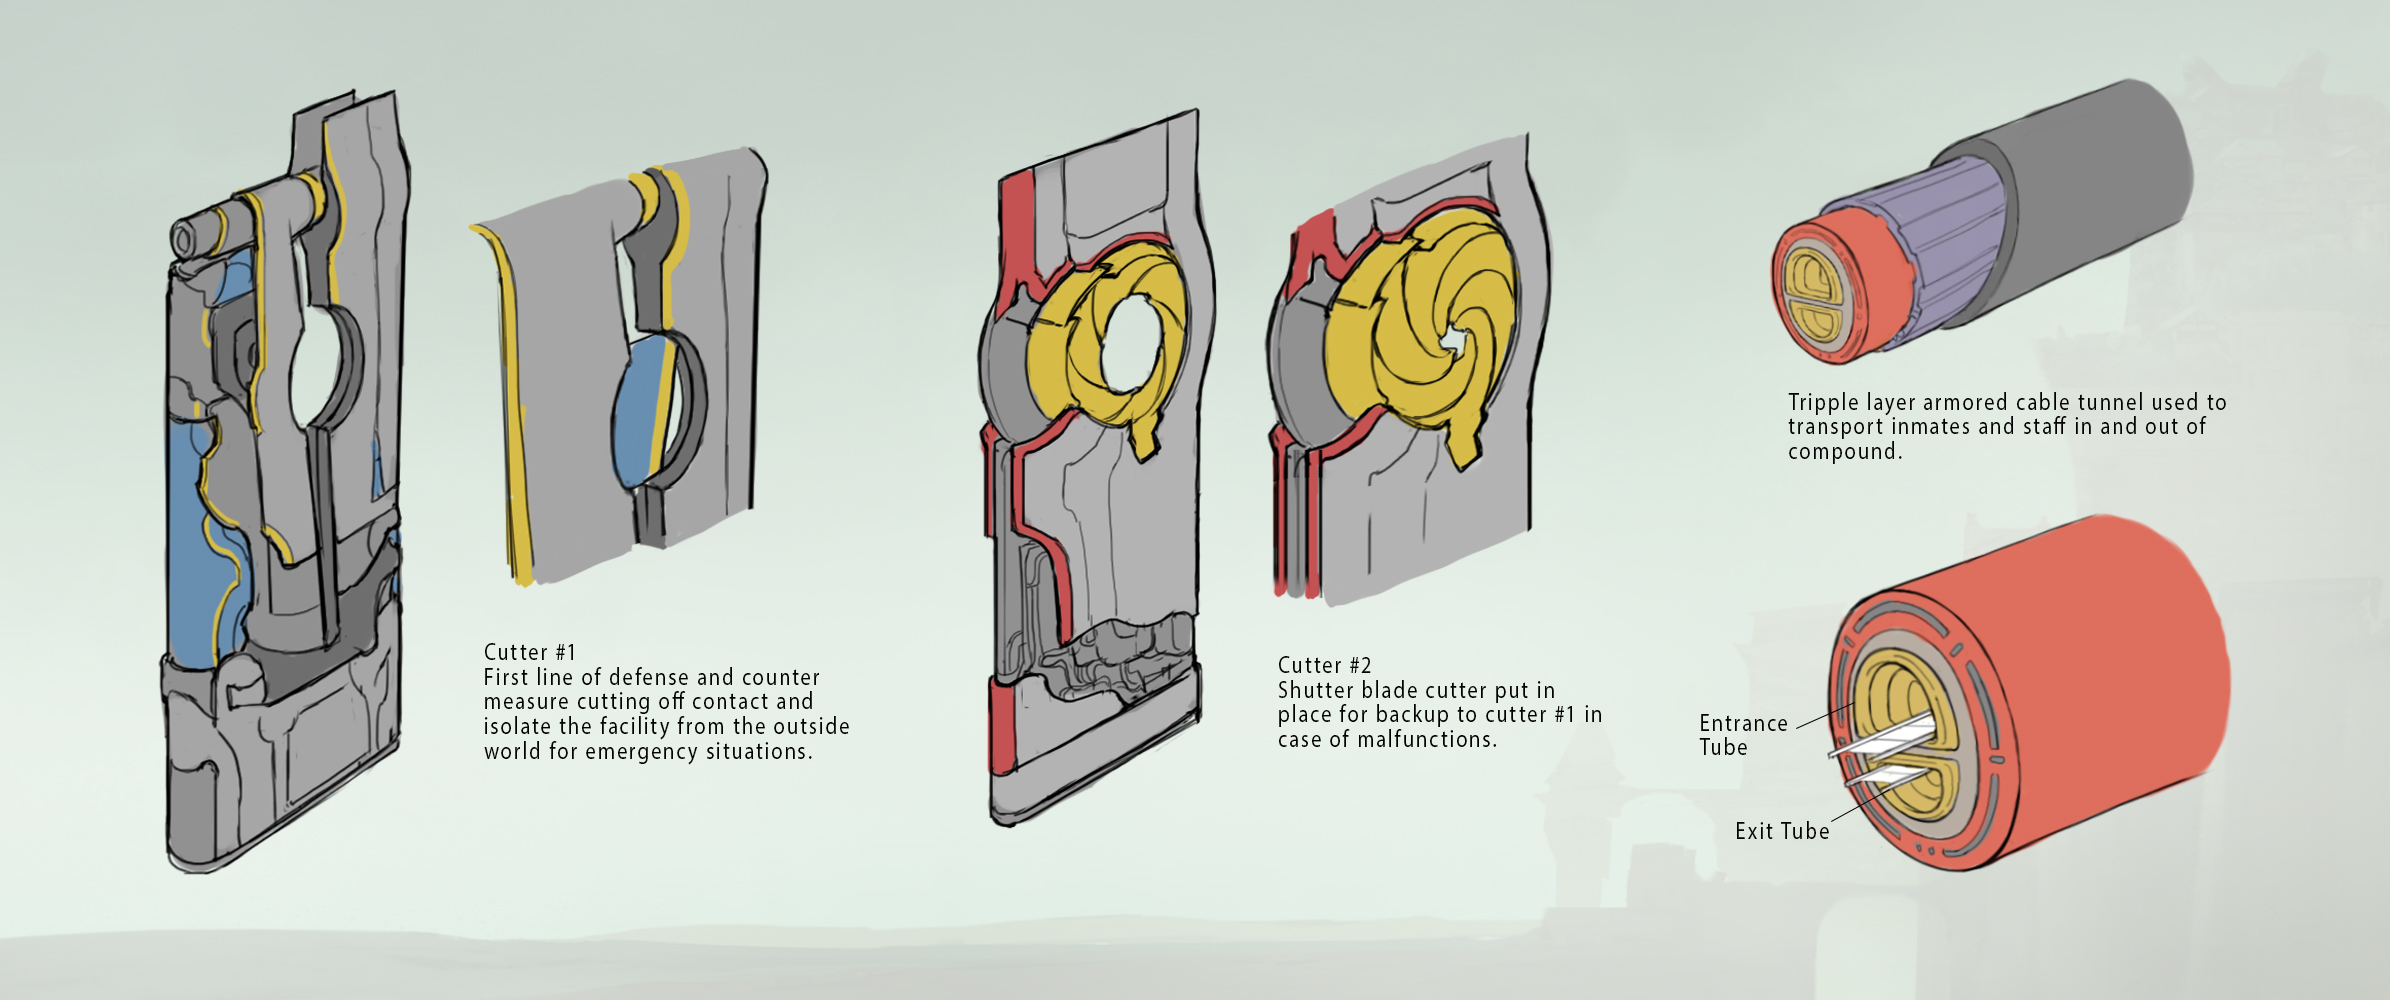 Cutter #1
First line of defense and counter
measure cutting off contact and
isolate the facility from the outside
world for emergency situations.
Cutter #2
Shutter blade cutter put in
place for backup to cutter #1 in
case of malfunctions.
Tripple layer armored cable tunnel used to
transport inmates and staff in and out of
compound.
Entrance
Tube
Exit Tube